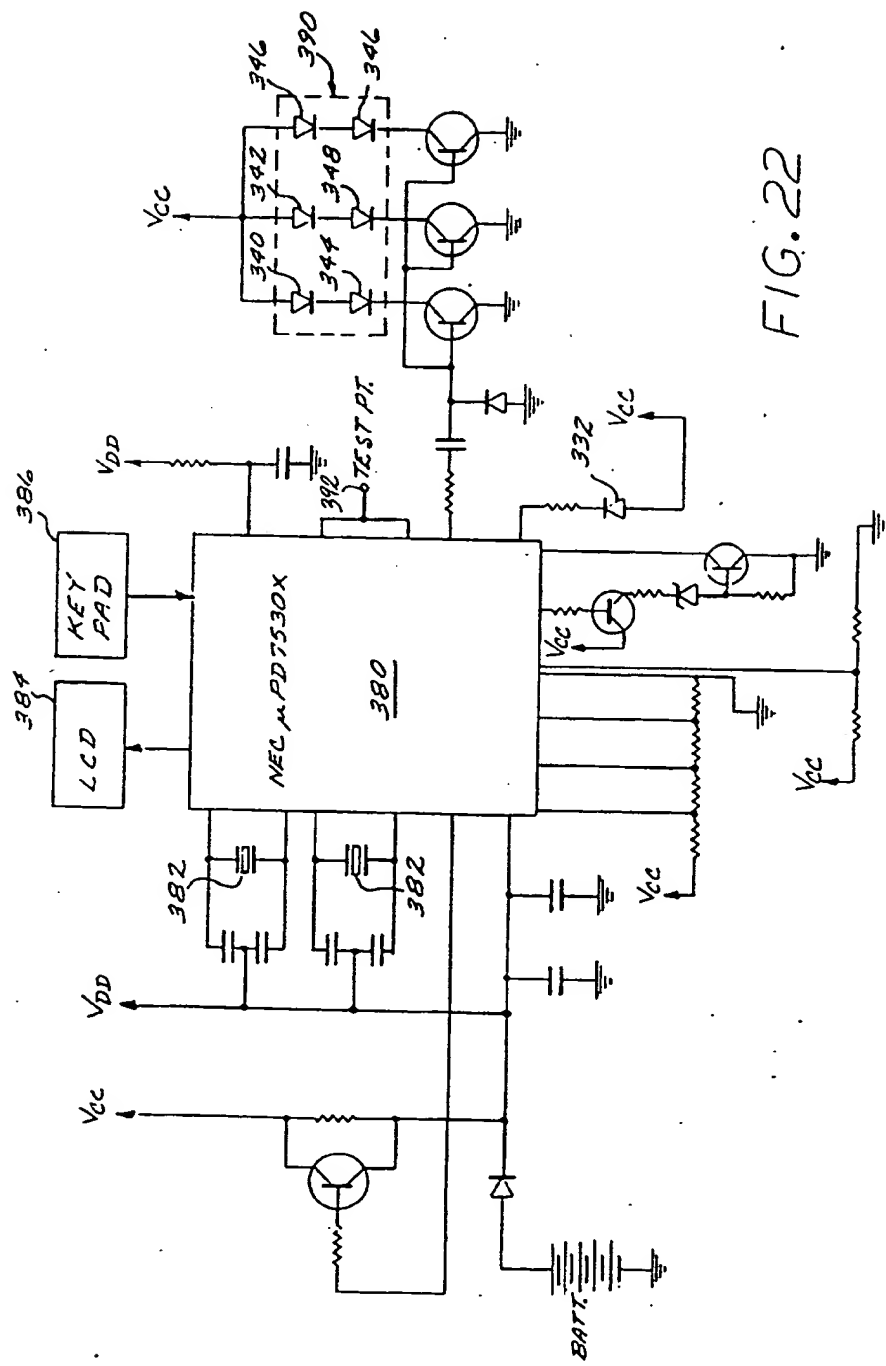 386
384
KEY
PAD
LCD
VDD
VCC
346
342
340
390
346
348
344
392
TEST PT.
NEC µPD7530X
380
382
382
VDD
VCC
332
VCC
VCC
VCC
VCC
BATT.
FIG. 22